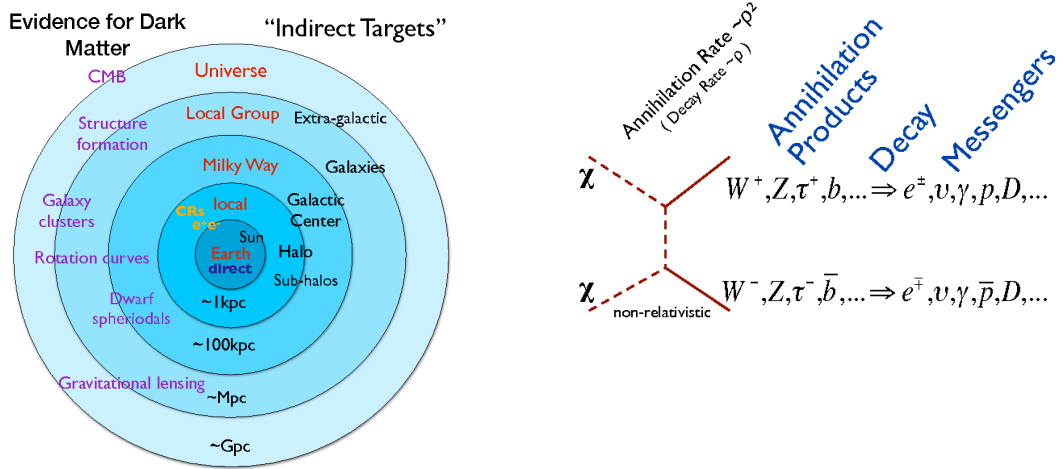 Evidence for Dark
Matter
"Indirect Targets"
CMB
Universe
Structure
formation
Local Group
Extra-galactic
Milky Way
Galaxies
Galaxy
clusters
local
Galactic
Center
CRs
e⁺e⁻
Sun
Rotation curves
Earth
direct
Halo
Sub-halos
Dwarf
spheriodals
~1kpc
~100kpc
Gravitational lensing
~Mpc
~Gpc
Annihilation Rate ~ρ²
( Decay Rate ~ρ)
Annihilation
Products
Decay
Messengers
χ
W⁺,Z,τ⁺,b,...⇒e^±,υ,γ,p,D,...
χ
W⁻,Z,τ⁻,b̅,...⇒e^∓,υ,γ,p̅,D,...
non-relativistic